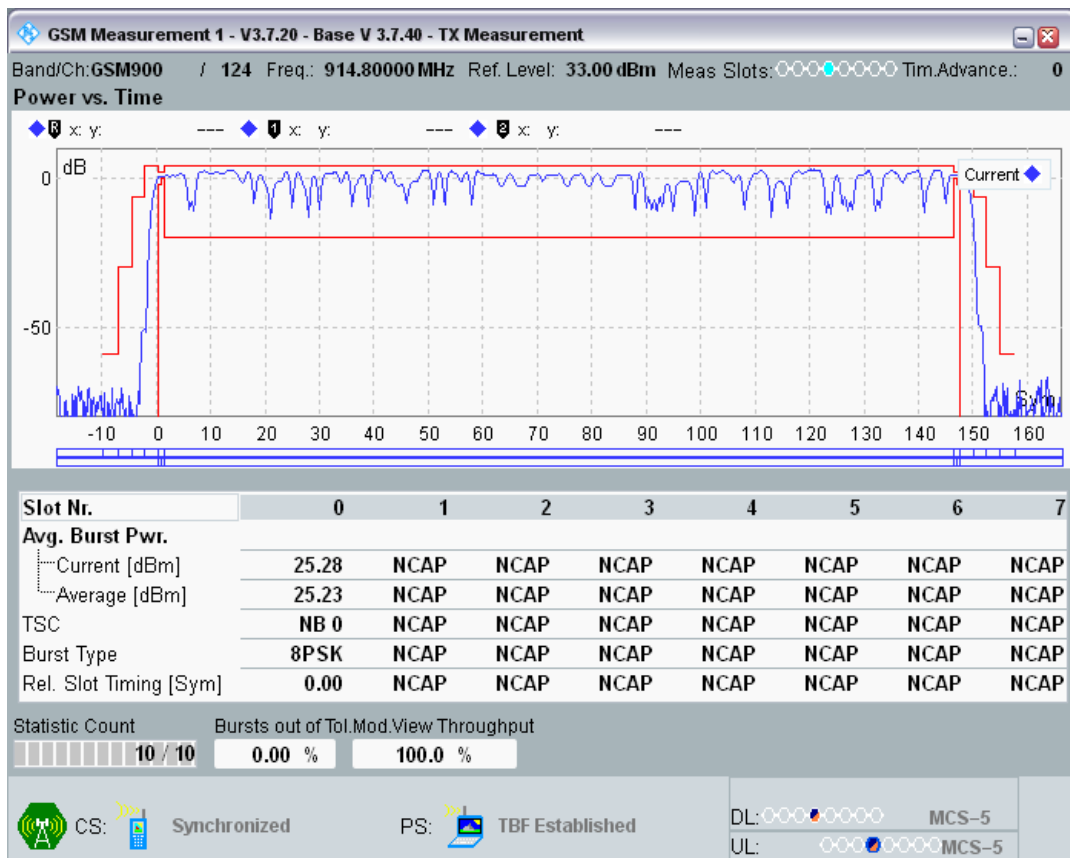 GSM Measurement 1 - V3.7.20 - Base V 3.7.40 - TX Measurement
Band/Ch:GSM900 / 124 Freq.: 914.80000 MHz Ref. Level: 33.00 dBm Meas Slots: Tim.Advance.: 0
Power vs. Time
R x: y: --- 1 x: y: --- 2 x: y: ---
dB
Current
0
-50
Sym
-10 0 10 20 30 40 50 60 70 80 90 100 110 120 130 140 150 160
Slot Nr. 0 1 2 3 4 5 6 7
Avg. Burst Pwr.
Current [dBm] 25.28 NCAP NCAP NCAP NCAP NCAP NCAP NCAP
Average [dBm] 25.23 NCAP NCAP NCAP NCAP NCAP NCAP NCAP
TSC NB 0 NCAP NCAP NCAP NCAP NCAP NCAP NCAP
Burst Type 8PSK NCAP NCAP NCAP NCAP NCAP NCAP NCAP
Rel. Slot Timing [Sym] 0.00 NCAP NCAP NCAP NCAP NCAP NCAP NCAP
Statistic Count Bursts out of Tol.Mod.View Throughput
10 / 10 0.00 % 100.0 %
CS: Synchronized PS: TBF Established
DL: MCS-5
UL: MCS-5